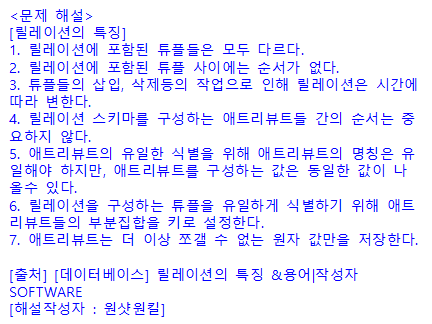 <문제 해설>
[릴레이션의 특징]
1. 릴레이션에 포함된 튜플들은 모두 다르다.
2. 릴레이션에 포함된 튜플 사이에는 순서가 없다.
3. 튜플들의 삽입, 삭제등의 작업으로 인해 릴레이션은 시간에
따라 변한다.
4. 릴레이션 스키마를 구성하는 애트리뷰트들 간의 순서는 중
요하지 않다.
5. 애트리뷰트의 유일한 식별을 위해 애트리뷰트의 명칭은 유
일해야 하지만, 애트리뷰트를 구성하는 값은 동일한 값이 나
올수 있다.
6. 릴레이션을 구성하는 튜플을 유일하게 식별하기 위해 애트
리뷰트들의 부분집합을 키로 설정한다.
7. 애트리뷰트는 더 이상 쪼갤 수 없는 원자 값만을 저장한다.
[출처] [데이터베이스] 릴레이션의 특징 &용어|작성자
SOFTWARE
[해설작성자 : 원샷원킬]